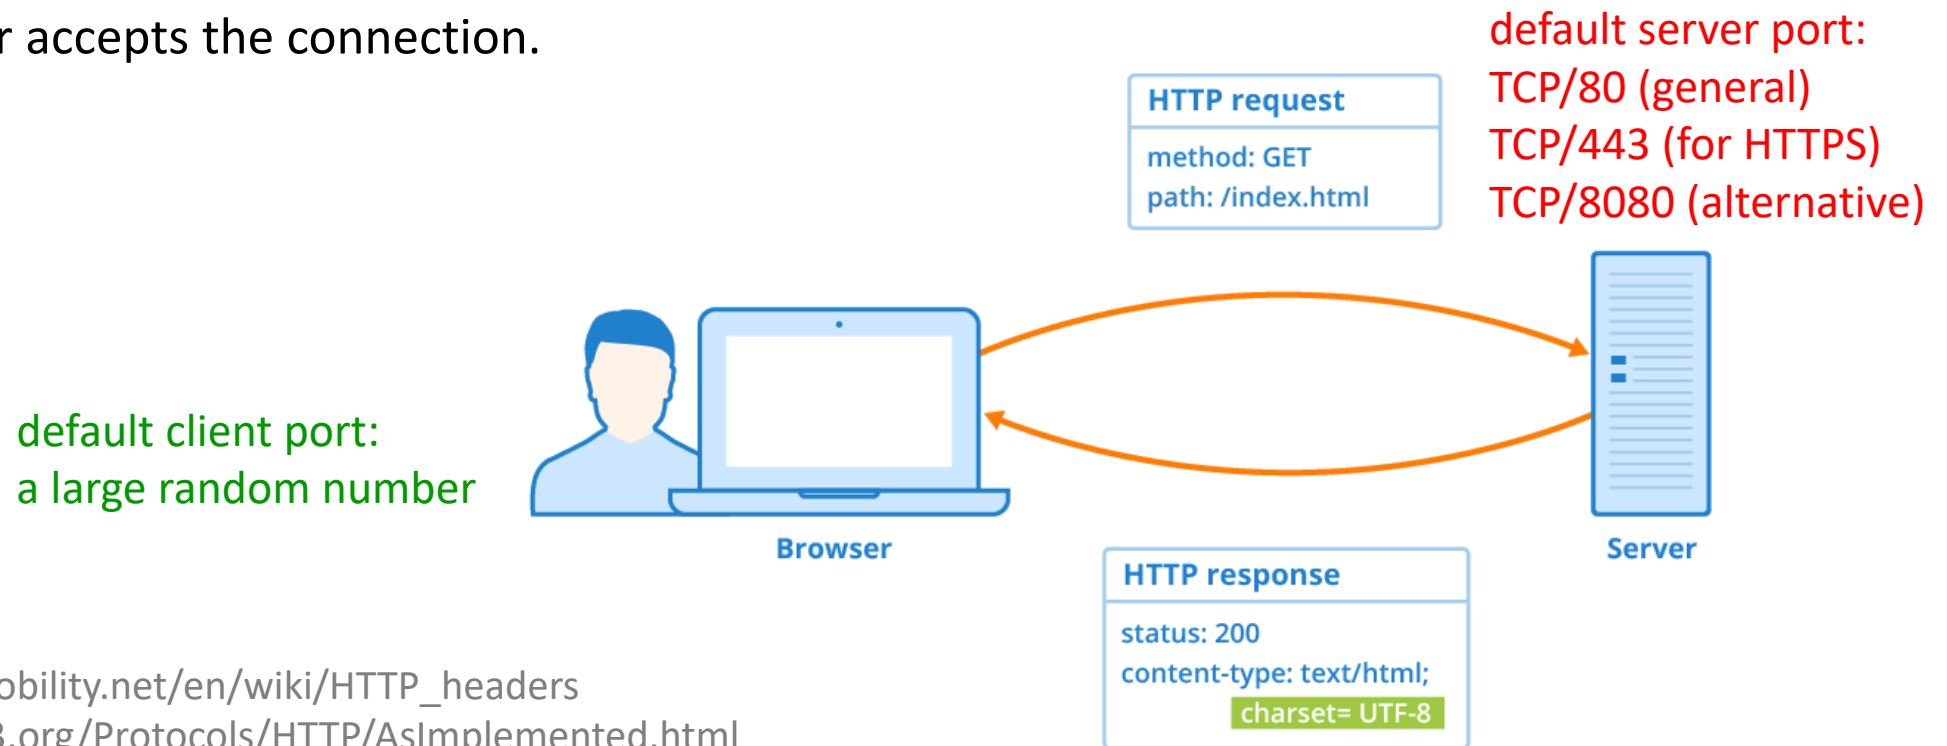 r accepts the connection.
default server port:
TCP/80 (general)
TCP/443 (for HTTPS)
TCP/8080 (alternative)
HTTP request
method: GET
path: /index.html
default client port:
a large random number
Browser
Server
HTTP response
status: 200
content-type: text/html;
charset= UTF-8
obility.net/en/wiki/HTTP_headers
3.org/Protocols/HTTP/AsImplemented.html